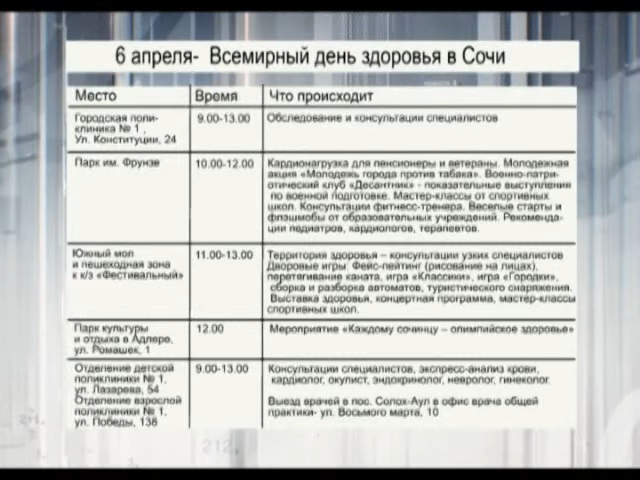 6 апреля- Всемирный день здоровья в Сочи
Место Время Что происходит
Городская поли-
клиника № 1 ,
Ул. Конституции, 24
9.00-13.00
Обследование и консультации специалистов
Парк им. Фрунзе
10.00-12.00
Кардионагрузка для пенсионеры и ветераны. Молодежная
акция «Молодежь города против табака». Военно-патри-
отический клуб «Десантник» - показательные выступления
по военной подготовке. Мастер-классы от спортивных
школ. Консультации фитнесс-тренера. Веселые старты и
флэшмобы от образовательных учреждений. Рекоменда-
ции педиатров, кардиологов, терапевтов.
Южный мол
и пешеходная зона
к к/з «Фестивальный»
11.00-13.00
Территория здоровья – консультации узких специалистов
Дворовые игры: Фейс-пейтинг (рисование на лицах),
перетягивание каната, игра «Классики», игра «Городки»,
сборка и разборка автоматов, туристического снаряжения.
Выставка здоровья, концертная программа, мастер-классы
спортивных школ.
Парк культуры
и отдыха в Адлере,
ул. Ромашек, 1
12.00
Мероприятие «Каждому сочинцу – олимпийское здоровье»
Отделение детской
поликлиники № 1,
ул. Лазарева, 54
Отделение взрослой
поликлиники № 1,
ул. Победы, 138
9.00-13.00
Консультации специалистов, экспресс-анализ крови,
кардиолог, окулист, эндокринолог, невролог, гинеколог.
Выезд врачей в пос. Солох-Аул в офис врача общей
практики- ул. Восьмого марта, 10